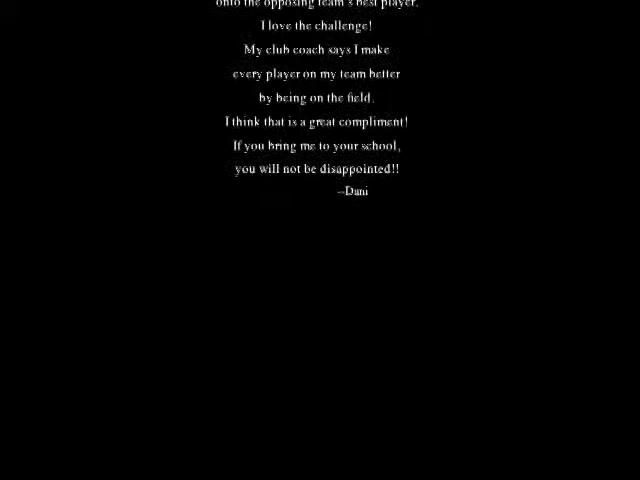 onto the opposing team's best player.
I love the challenge!
My club coach says I make
every player on my team better
by being on the field.
I think that is a great compliment!
If you bring me to your school,
you will not be disappointed!!
--Dani